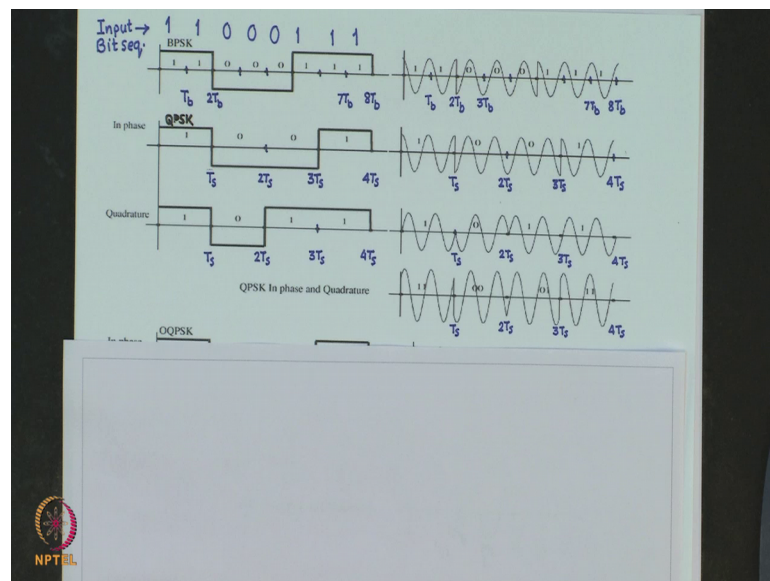 Input→ 1 1 0 0 0 1 1 1
Bit seq.
BPSK
1 1 0 0 0 1 1 1
Tb 2Tb 7Tb 8Tb
1 1 0 0 0 1 1 1
Tb 2Tb 3Tb 7Tb 8Tb
In phase
QPSK
1 0 0 1
Ts 2Ts 3Ts 4Ts
1 0 0 1
Ts 2Ts 3Ts 4Ts
Quadrature
1 0 1 1
Ts 2Ts 3Ts 4Ts
1 0 1 1
Ts 2Ts 3Ts 4Ts
QPSK In phase and Quadrature
11 00 01 11
Ts 2Ts 3Ts 4Ts
OQPSK
In phase
NPTEL